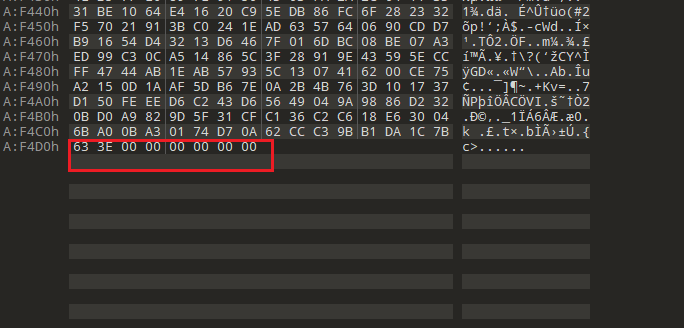 A:F440h 31 BE 10 64 E4 16 20 C9 5E DB 86 FC 6F 28 23 32 1¾.dä. É^Û†üo(#2
A:F450h F5 70 21 91 3B C0 24 1E AD 63 57 64 06 90 CD D7 õp!‘;À$.-cWd..Í×
A:F460h B9 16 54 D4 32 13 D6 46 7F 01 6D BC 08 BE 07 A3 ¹.TÔ2.ÖF..m¼.¾.£
A:F470h ED 99 C3 0C A5 14 86 5C 3F 28 91 9E 43 59 5E CC í™Ã.¥.†\?(‘žCY^Ì
A:F480h FF 47 44 AB 1E AB 57 93 5C 13 07 41 62 00 CE 75 ÿGD«.«W“\..Ab.Îu
A:F490h A2 15 0D 1A AF 5D B6 7E 0A 2B 4B 76 3D 10 17 37 ¢...¯]¶~.+Kv=..7
A:F4A0h D1 50 FE EE D6 C2 43 D6 56 49 04 9A 98 86 D2 32 ÑPþîÖÂCÖVI.š˜†Ò2
A:F4B0h 0B D0 A9 82 9D 5F 31 CF C1 36 C2 C6 18 E6 30 04 .Ð©‚._1ÏÁ6ÂÆ.æ0.
A:F4C0h 6B A0 0B A3 01 74 D7 0A 62 CC C3 9B B1 DA 1C 7B k .£.t×.bÌÃ›±Ú.{
A:F4D0h 63 3E 00 00 00 00 00 00 c>......